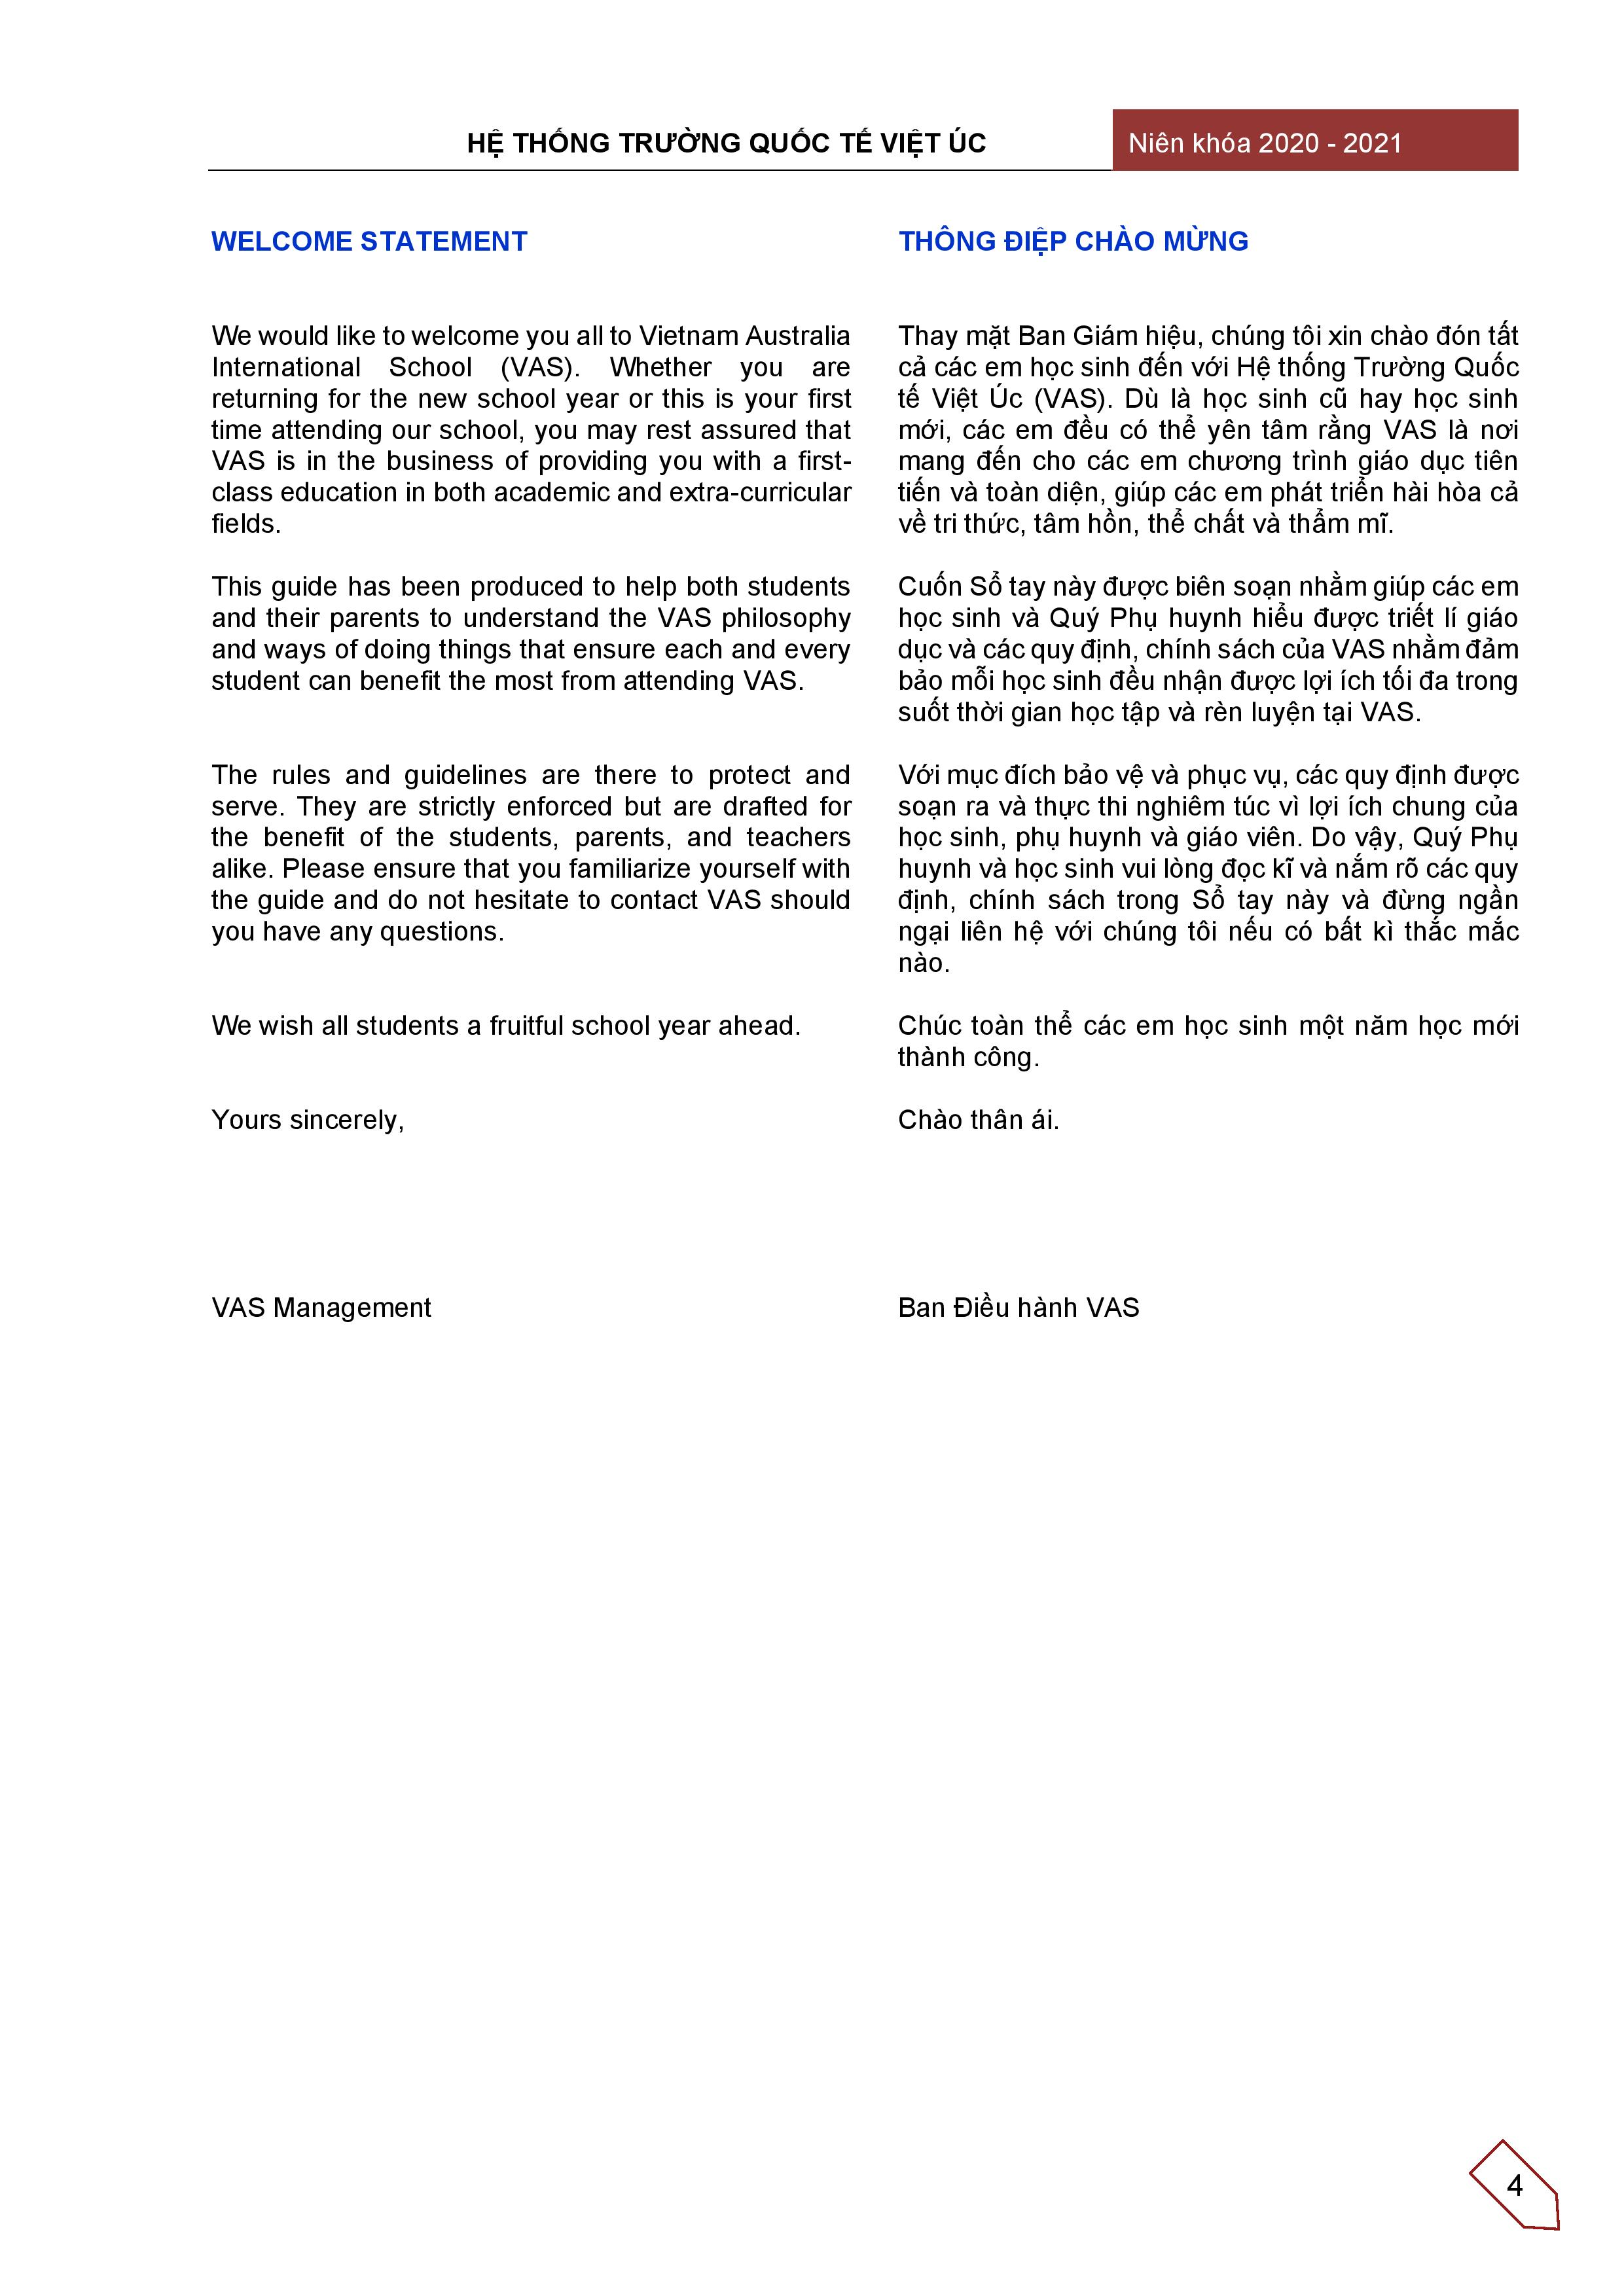 HỆ THỐNG TRƯỜNG QUỐC TẾ VIỆT ÚC
Niên khóa 2020 - 2021
WELCOME STATEMENT
We would like to welcome you all to Vietnam Australia
International School (VAS). Whether you are
returning for the new school year or this is your first
time attending our school, you may rest assured that
VAS is in the business of providing you with a first-
class education in both academic and extra-curricular
fields.
This guide has been produced to help both students
and their parents to understand the VAS philosophy
and ways of doing things that ensure each and every
student can benefit the most from attending VAS.
The rules and guidelines are there to protect and
serve. They are strictly enforced but are drafted for
the benefit of the students, parents, and teachers
alike. Please ensure that you familiarize yourself with
the guide and do not hesitate to contact VAS should
you have any questions.
We wish all students a fruitful school year ahead.
Yours sincerely,
VAS Management
THÔNG ĐIỆP CHÀO MỪNG
Thay mặt Ban Giám hiệu, chúng tôi xin chào đón tất
cả các em học sinh đến với Hệ thống Trường Quốc
tế Việt Úc (VAS). Dù là học sinh cũ hay học sinh
mới, các em đều có thể yên tâm rằng VAS là nơi
mang đến cho các em chương trình giáo dục tiên
tiến và toàn diện, giúp các em phát triển hài hòa cả
về tri thức, tâm hồn, thể chất và thẩm mĩ.
Cuốn Sổ tay này được biên soạn nhằm giúp các em
học sinh và Quý Phụ huynh hiểu được triết lí giáo
dục và các quy định, chính sách của VAS nhằm đảm
bảo mỗi học sinh đều nhận được lợi ích tối đa trong
suốt thời gian học tập và rèn luyện tại VAS.
Với mục đích bảo vệ và phục vụ, các quy định được
soạn ra và thực thi nghiêm túc vì lợi ích chung của
học sinh, phụ huynh và giáo viên. Do vậy, Quý Phụ
huynh và học sinh vui lòng đọc kĩ và nắm rõ các quy
định, chính sách trong Sổ tay này và đừng ngần
ngại liên hệ với chúng tôi nếu có bất kì thắc mắc
nào.
Chúc toàn thể các em học sinh một năm học mới
thành công.
Chào thân ái.
Ban Điều hành VAS
4